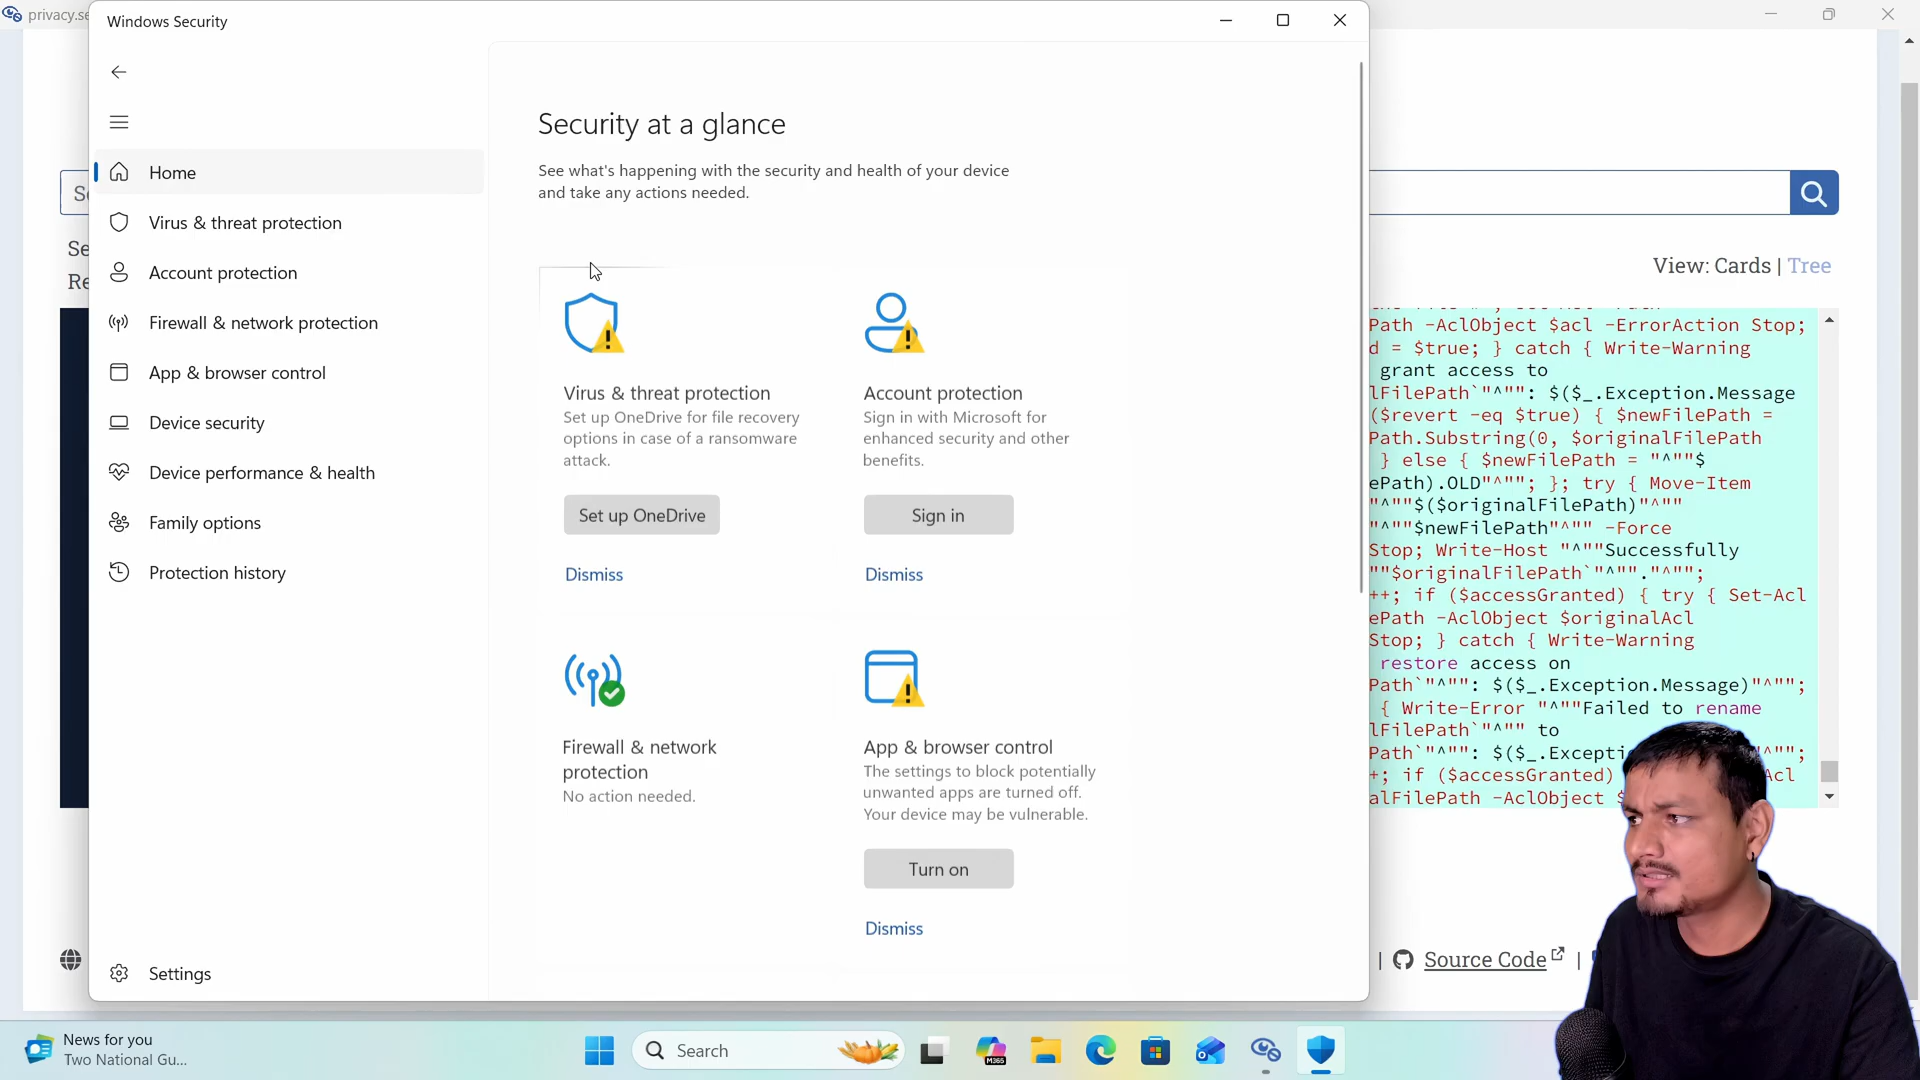 privacy.se
Windows Security
Security at a glance
See what's happening with the security and health of your device
and take any actions needed.
Home
Virus & threat protection
Account protection
Firewall & network protection
App & browser control
Device security
Device performance & health
Family options
Protection history
Settings
Virus & threat protection
Set up OneDrive for file recovery
options in case of a ransomware
attack.
Set up OneDrive
Dismiss
Account protection
Sign in with Microsoft for
enhanced security and other
benefits.
Sign in
Dismiss
Firewall & network
protection
No action needed.
App & browser control
The settings to block potentially
unwanted apps are turned off.
Your device may be vulnerable.
Turn on
Dismiss
Se
Se
Re
View: Cards | Tree
Path -AclObject $acl -ErrorAction Stop;
d = $true; } catch { Write-Warning
grant access to
lFilePath`"^"": $($_.Exception.Message
($revert -eq $true) { $newFilePath =
Path.Substring(0, $originalFilePath
} else { $newFilePath = "^""$
ePath).OLD"^""; }; try { Move-Item
"^""$($originalFilePath)"^""
"^""$newFilePath"^"" -Force
Stop; Write-Host "^""Successfully
""$originalFilePath`"^""."^"";
++; if ($accessGranted) { try { Set-Acl
ePath -AclObject $originalAcl
Stop; } catch { Write-Warning
restore access on
Path`"^"": $($_.Exception.Message)"^"";
{ Write-Error "^""Failed to rename
lFilePath`"^"" to
Path`"^"": $($_.Excepti "^"";
+; if ($accessGranted) Acl
alFilePath -AclObject $
| Source Code |
News for you
Two National Gu...
Search
M365